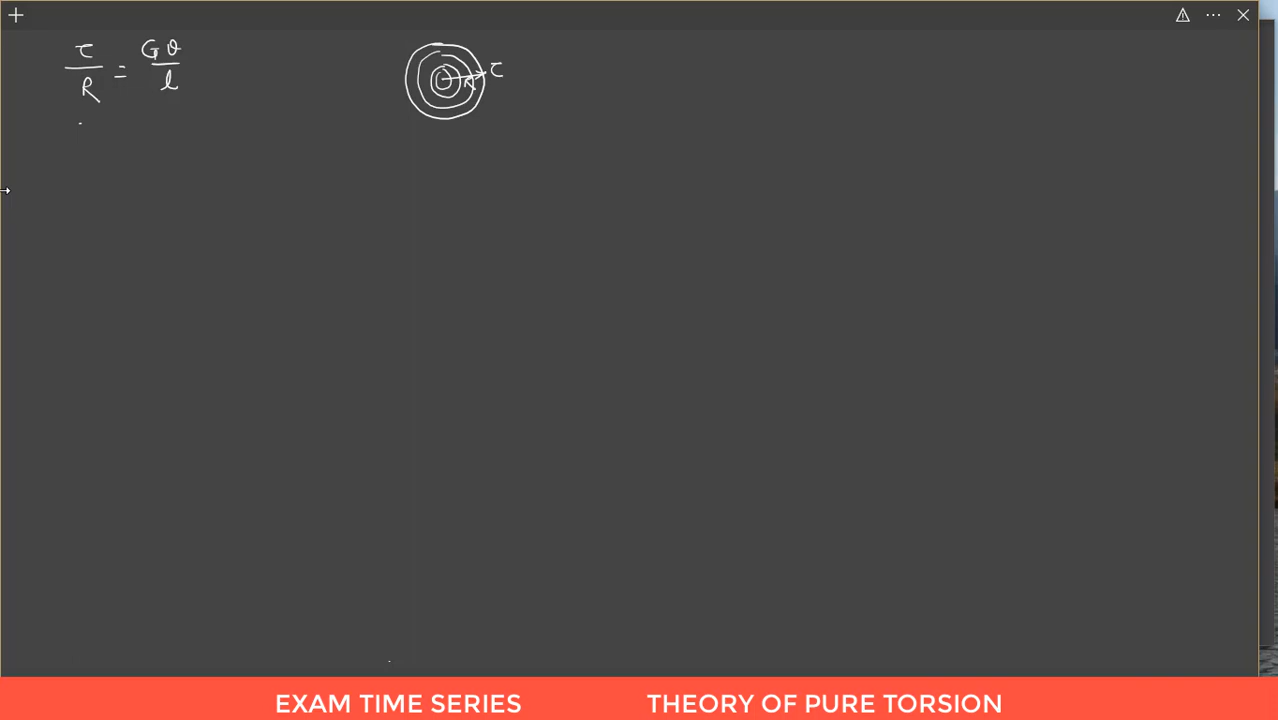 τ/R = Gθ/l
R τ
EXAM TIME SERIES THEORY OF PURE TORSION